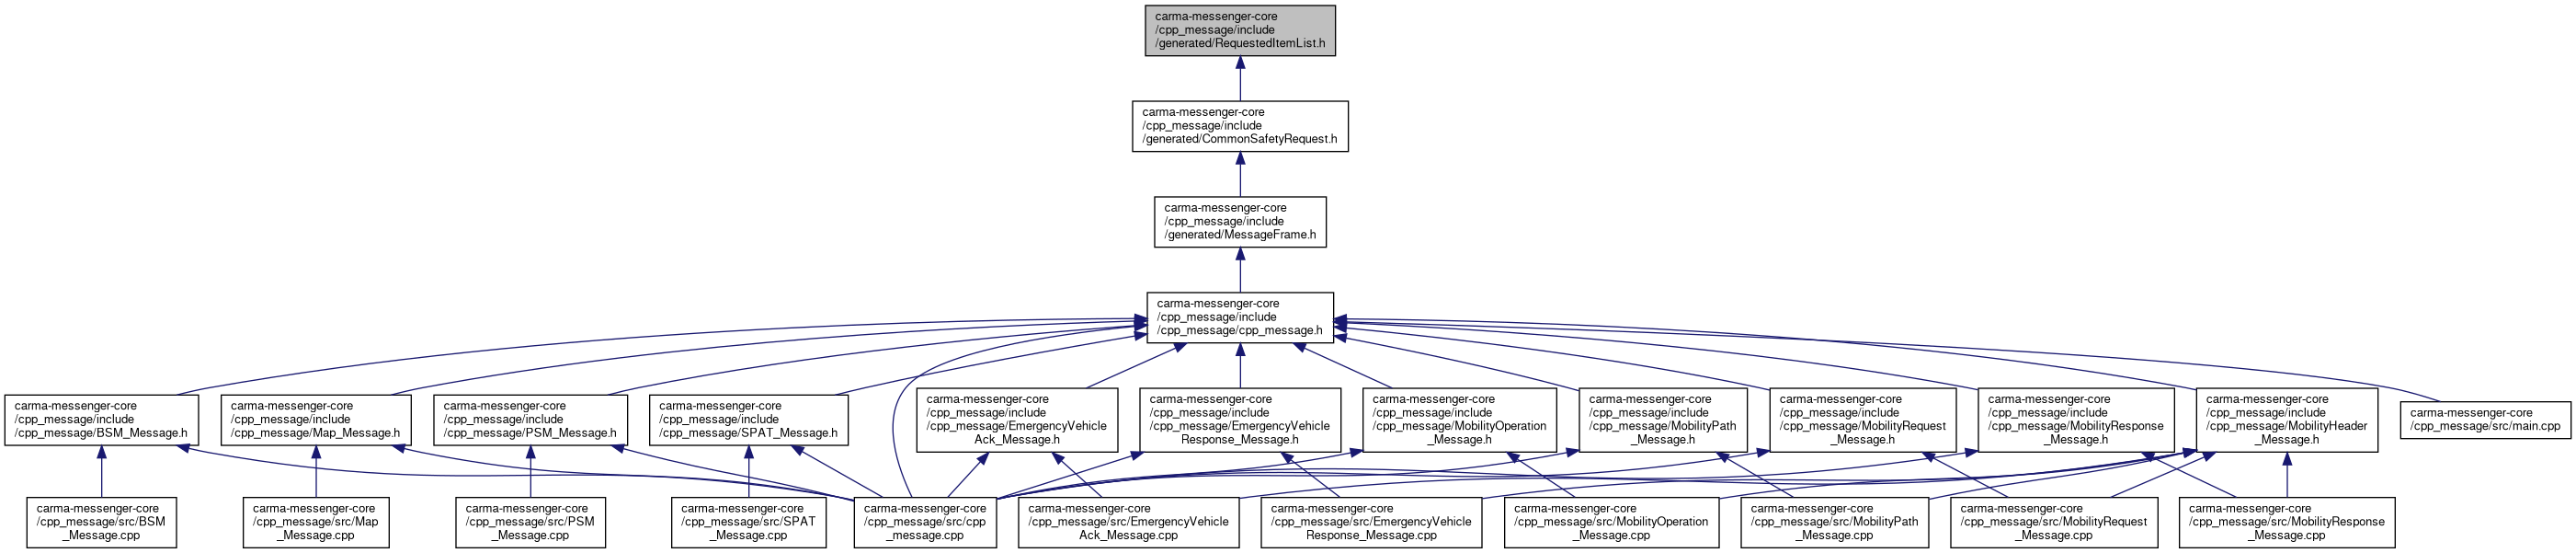 carma-messenger-core
/cpp_message/include
/generated/RequestedItemList.h
carma-messenger-core
/cpp_message/include
/generated/CommonSafetyRequest.h
carma-messenger-core
/cpp_message/include
/generated/MessageFrame.h
carma-messenger-core
/cpp_message/include
/cpp_message/cpp_message.h
carma-messenger-core
/cpp_message/include
/cpp_message/BSM_Message.h
carma-messenger-core
/cpp_message/include
/cpp_message/Map_Message.h
carma-messenger-core
/cpp_message/include
/cpp_message/PSM_Message.h
carma-messenger-core
/cpp_message/include
/cpp_message/SPAT_Message.h
carma-messenger-core
/cpp_message/include
/cpp_message/EmergencyVehicle
Ack_Message.h
carma-messenger-core
/cpp_message/include
/cpp_message/EmergencyVehicle
Response_Message.h
carma-messenger-core
/cpp_message/include
/cpp_message/MobilityOperation
_Message.h
carma-messenger-core
/cpp_message/include
/cpp_message/MobilityPath
_Message.h
carma-messenger-core
/cpp_message/include
/cpp_message/MobilityRequest
_Message.h
carma-messenger-core
/cpp_message/include
/cpp_message/MobilityResponse
_Message.h
carma-messenger-core
/cpp_message/include
/cpp_message/MobilityHeader
_Message.h
carma-messenger-core
/cpp_message/src/main.cpp
carma-messenger-core
/cpp_message/src/BSM
_Message.cpp
carma-messenger-core
/cpp_message/src/Map
_Message.cpp
carma-messenger-core
/cpp_message/src/PSM
_Message.cpp
carma-messenger-core
/cpp_message/src/SPAT
_Message.cpp
carma-messenger-core
/cpp_message/src/cpp
_message.cpp
carma-messenger-core
/cpp_message/src/EmergencyVehicle
Ack_Message.cpp
carma-messenger-core
/cpp_message/src/EmergencyVehicle
Response_Message.cpp
carma-messenger-core
/cpp_message/src/MobilityOperation
_Message.cpp
carma-messenger-core
/cpp_message/src/MobilityPath
_Message.cpp
carma-messenger-core
/cpp_message/src/MobilityRequest
_Message.cpp
carma-messenger-core
/cpp_message/src/MobilityResponse
_Message.cpp